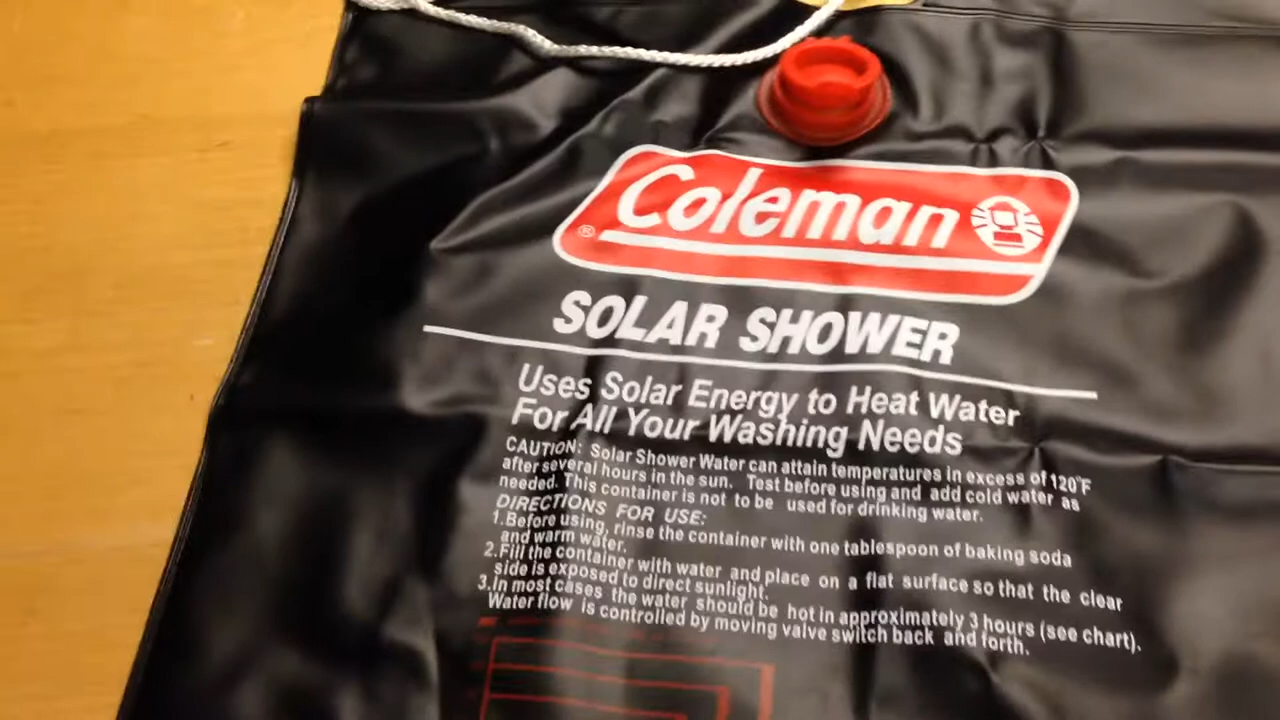 Coleman
®
SOLAR SHOWER
Uses Solar Energy to Heat Water
For All Your Washing Needs
CAUTION: Solar Shower Water can attain temperatures in excess of 120°F
after several hours in the sun. Test before using and add cold water as
needed. This container is not to be used for drinking water.
DIRECTIONS FOR USE:
1.Before using, rinse the container with one tablespoon of baking soda
and warm water.
2.Fill the container with water and place on a flat surface so that the clear
side is exposed to direct sunlight.
3.In most cases the water should be hot in approximately 3 hours (see chart).
Water flow is controlled by moving valve switch back and forth.